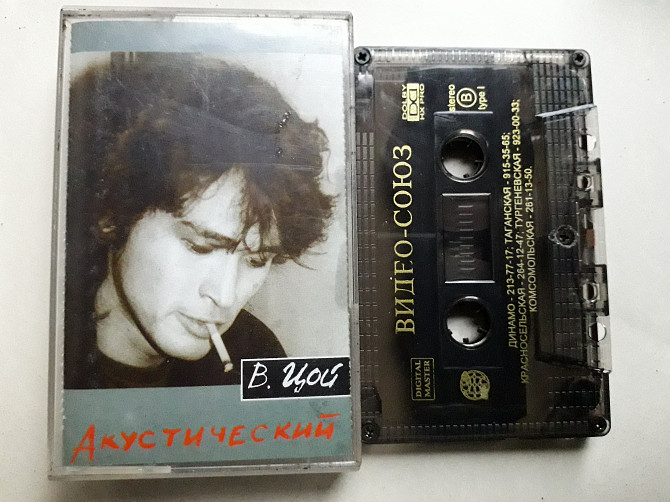 В. Цой
Акустический
ВИДЕО-СОЮЗ
DOLBY
HX PRO
stereo
B
type I
DIGITAL
MASTER
ДИНАМО - 213-77-17; ТАГАНСКАЯ - 915-35-65;
КРАСНОСЕЛЬСКАЯ - 264-12-47; ТУРГЕНЕВСКАЯ - 923-00-33;
КОМСОМОЛЬСКАЯ - 261-13-50.